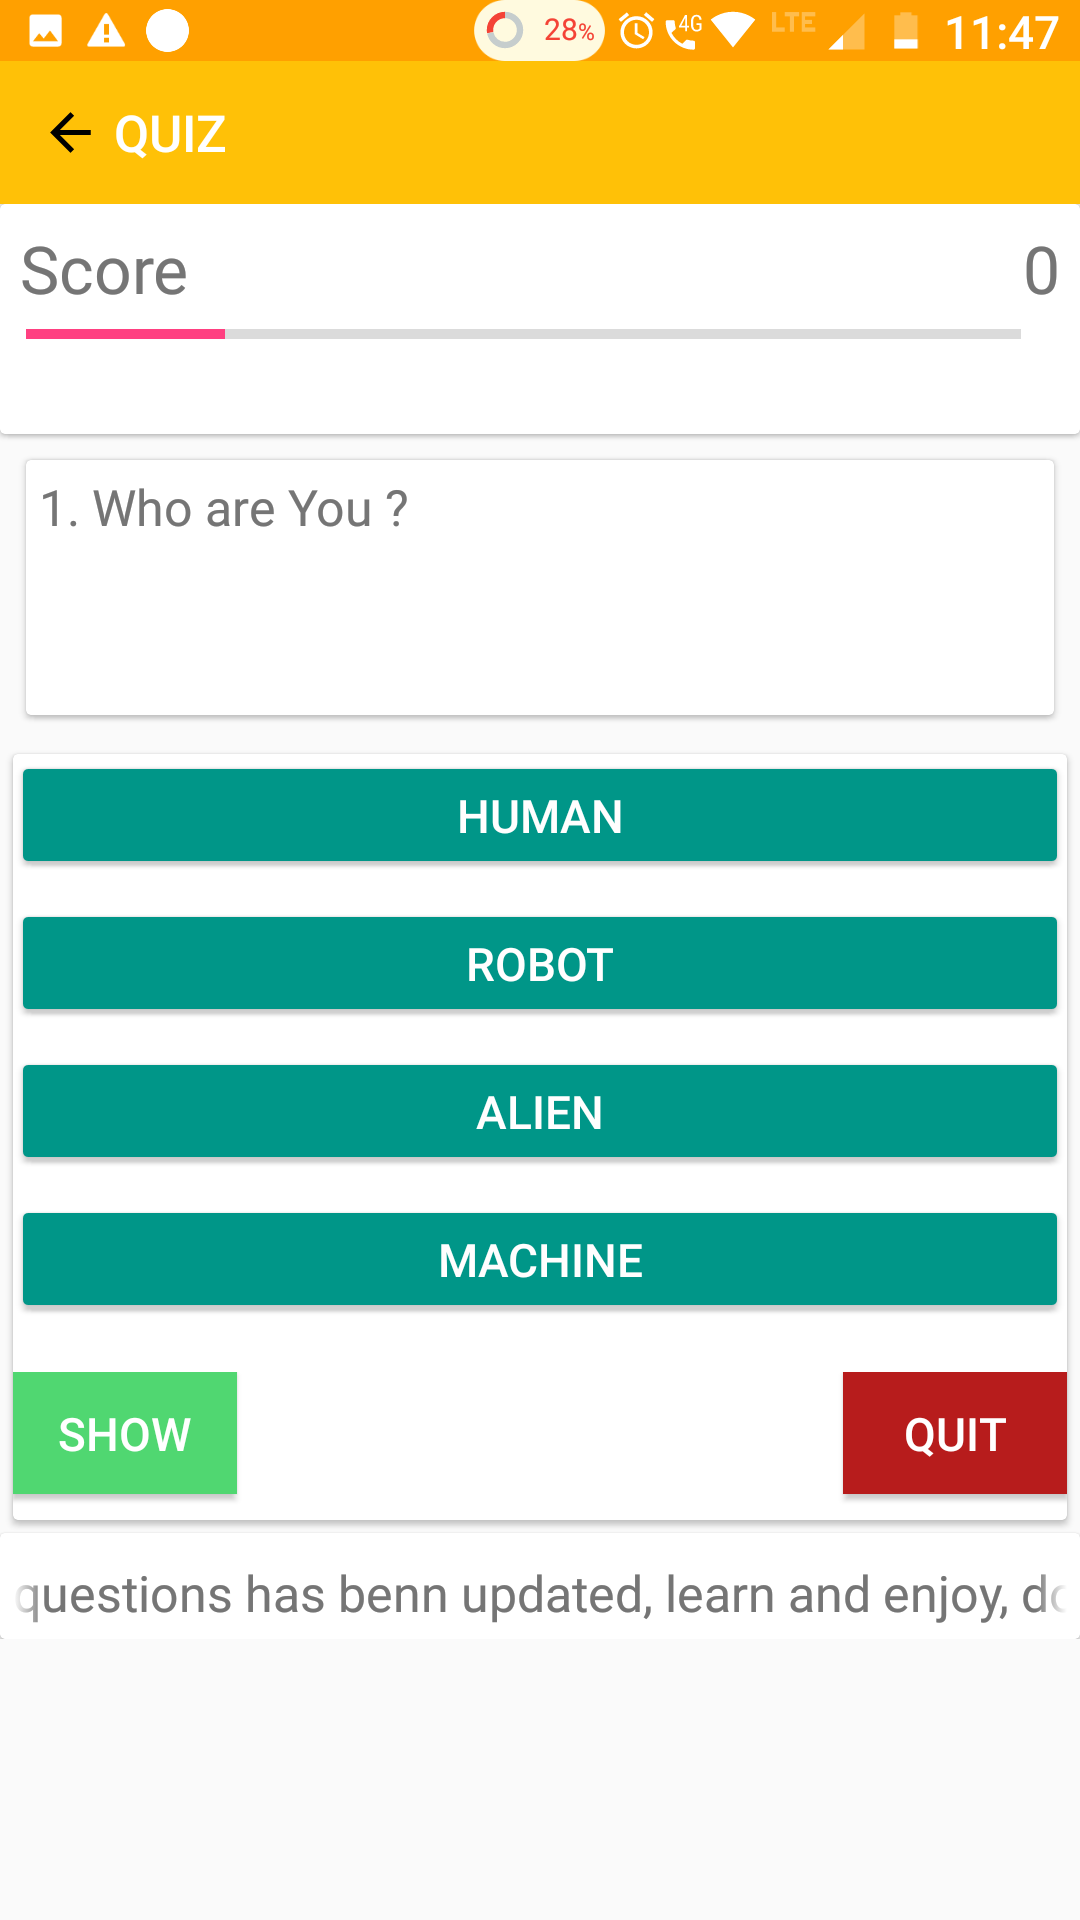 28% 4G LTE 11:47
QUIZ
Score 0
1. Who are You ?
HUMAN
ROBOT
ALIEN
MACHINE
SHOW QUIT
questions has benn updated, learn and enjoy,